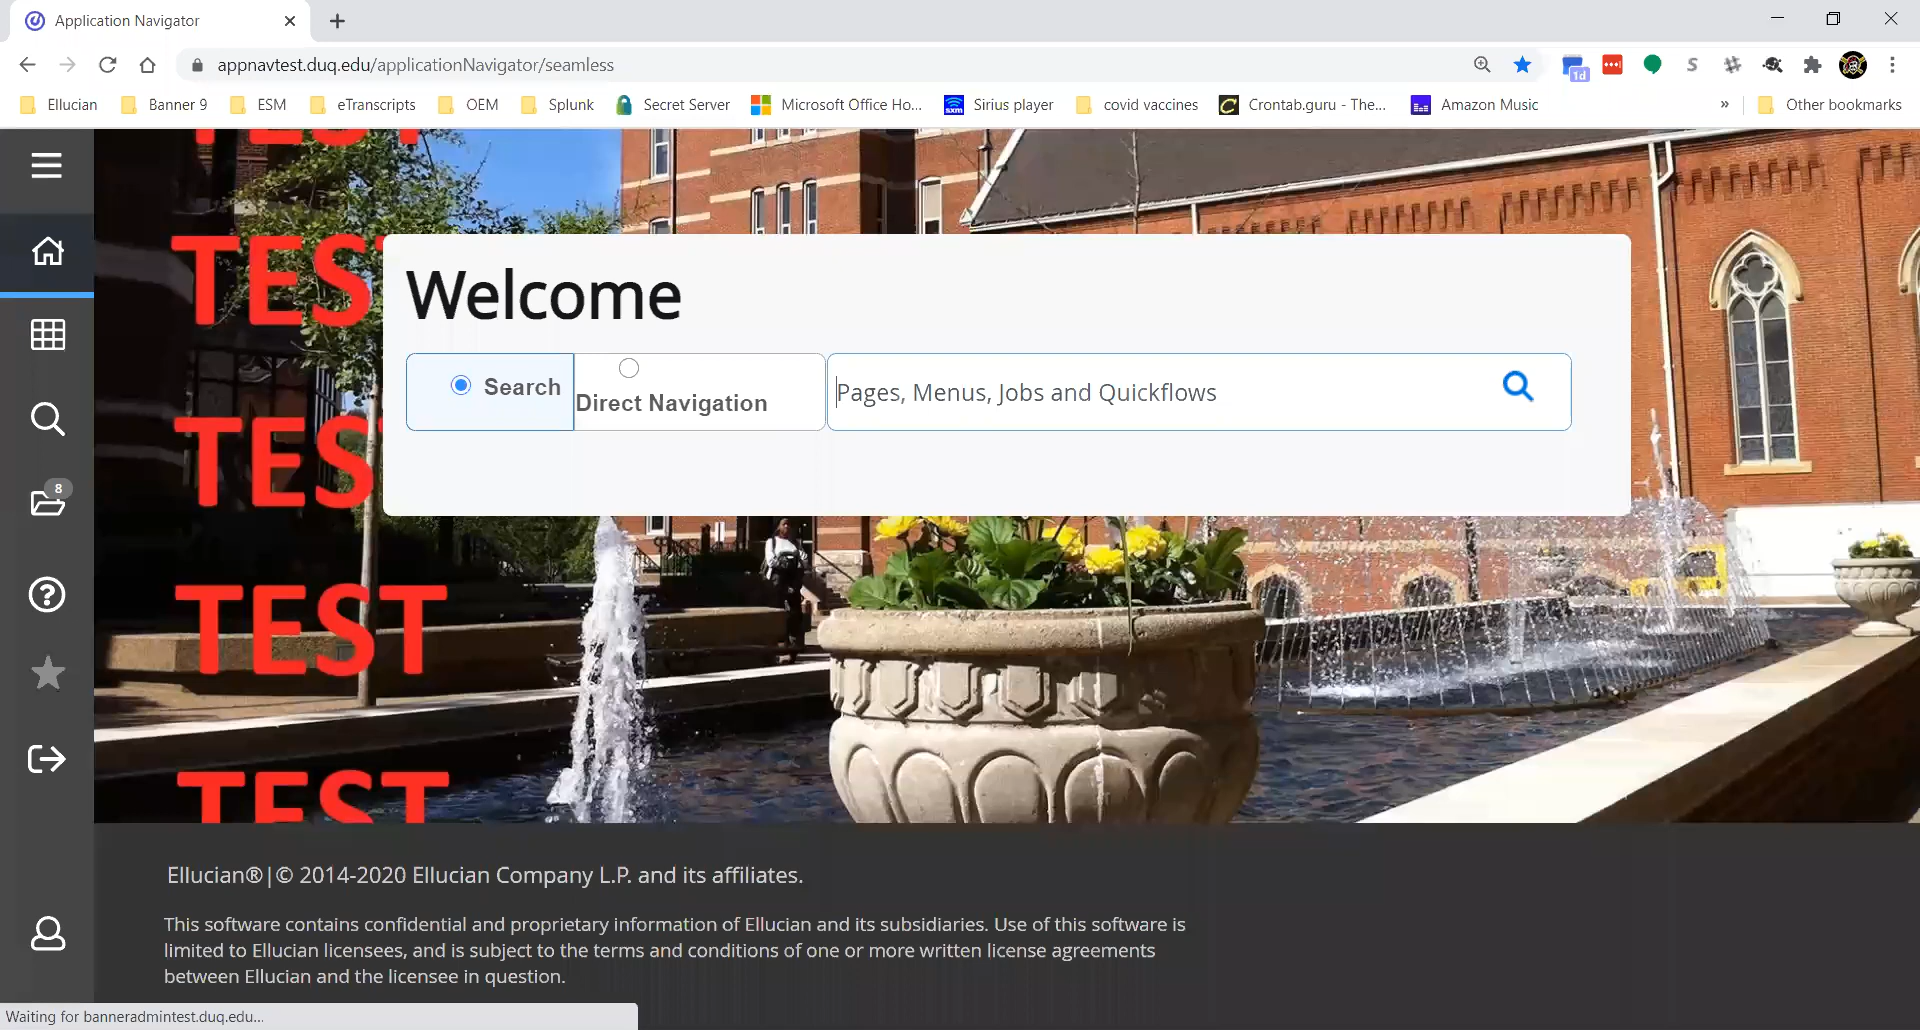 Application Navigator
appnavtest.duq.edu/applicationNavigator/seamless
1d
Ellucian
Banner 9
ESM
eTranscripts
OEM
Splunk
Secret Server
Microsoft Office Ho...
sxm
Sirius player
covid vaccines
Crontab.guru - The...
Amazon Music
»
Other bookmarks
TEST
TEST
TEST
TEST
TEST
Welcome
Search
Direct Navigation
Pages, Menus, Jobs and Quickflows
8
Ellucian®|© 2014-2020 Ellucian Company L.P. and its affiliates.
This software contains confidential and proprietary information of Ellucian and its subsidiaries. Use of this software is
limited to Ellucian licensees, and is subject to the terms and conditions of one or more written license agreements
between Ellucian and the licensee in question.
Waiting for banneradmintest.duq.edu...